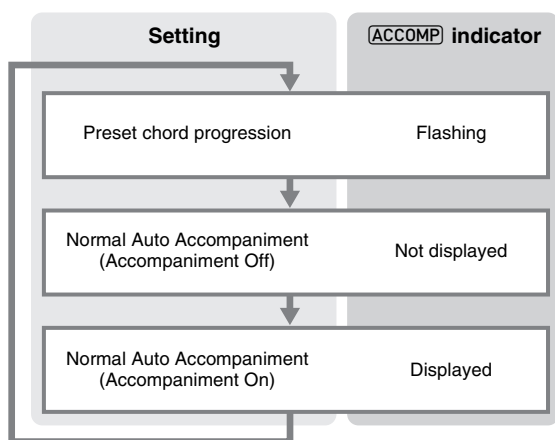 Setting
ACCOMP indicator
Preset chord progression
Flashing
Normal Auto Accompaniment
(Accompaniment Off)
Not displayed
Normal Auto Accompaniment
(Accompaniment On)
Displayed